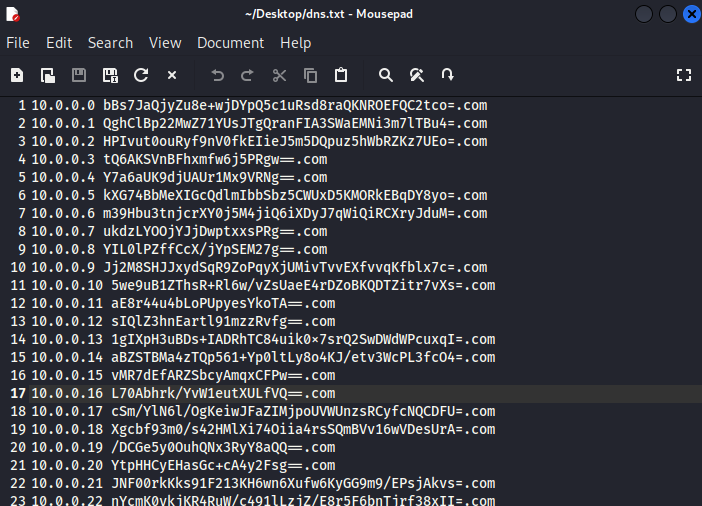 ~/Desktop/dns.txt - Mousepad
File Edit Search View Document Help
1 10.0.0.0 bBs7JaQjyZu8e+wjDYpQ5c1uRsd8raQKNROEFQC2tco=.com
2 10.0.0.1 QghClBp22MwZ71YUsJTgQranFIA3SWaEMNi3m7lTBu4=.com
3 10.0.0.2 HPIvut0ouRyf9nV0fkEIieJ5m5DQpuz5hWbRZKz7UEo=.com
4 10.0.0.3 tQ6AKSVnBFhxmfw6j5PRgw==.com
5 10.0.0.4 Y7a6aUK9djUAUr1Mx9VRNg==.com
6 10.0.0.5 kXG74BbMeXIGcQdlmIbbSbz5CWUxD5KMORkEBqDY8yo=.com
7 10.0.0.6 m39Hbu3tnjcrXY0j5M4jiQ6iXDyJ7qWiQiRCXryJduM=.com
8 10.0.0.7 ukdzLYOOjYJjDwptxxsPRg==.com
9 10.0.0.8 YIL0lPZffCcX/jYpSEM27g==.com
10 10.0.0.9 Jj2M8SHJJxydSqR9ZoPqyXjUMivTvvEXfvvqKfblx7c=.com
11 10.0.0.10 5we9uB1ZThsR+Rl6w/vZsUaeE4rDZoBKQDTZitr7vXs=.com
12 10.0.0.11 aE8r44u4bLoPUpyesYkoTA==.com
13 10.0.0.12 sIQlZ3hnEartl91mzzRvfg==.com
14 10.0.0.13 1gIXpH3uBDs+IADRhTC84uik0×7srQ2SwDWdWPcuxqI=.com
15 10.0.0.14 aBZSTBMa4zTQp561+Yp0ltLy8o4KJ/etv3WcPL3fcO4=.com
16 10.0.0.15 vMR7dEfARZSbcyAmqxCFPw==.com
17 10.0.0.16 L70Abhrk/YvW1eutXULfVQ==.com
18 10.0.0.17 cSm/YlN6l/OgKeiwJFaZIMjpoUVWUnzsRCyfcNQCDFU=.com
19 10.0.0.18 Xgcbf93m0/s42HMlXi74Oiia4rsSQmBVv16wVDesUrA=.com
20 10.0.0.19 /DCGe5y0OuhQNx3RyY8aQQ==.com
21 10.0.0.20 YtpHHCyEHasGc+cA4y2Fsg==.com
22 10.0.0.21 JNF00rkKks91F213KH6wn6Xufw6KyGG9m9/EPsjAkvs=.com
23 10.0.0.22 nYcmK0vkjKR4RuW/c491lLzjZ/E8r5F6bnTjrf38xII=.com